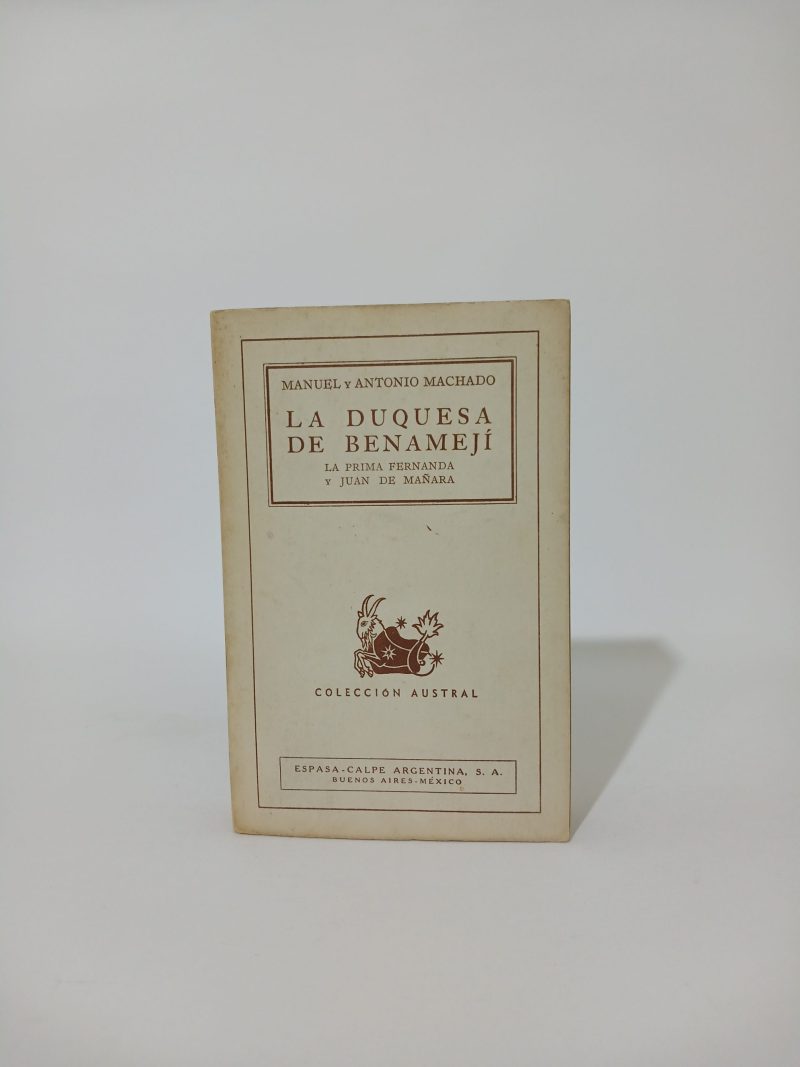 MANUEL Y ANTONIO MACHADO
LA DUQUESA
DE BENAMEJÍ
LA PRIMA FERNANDA
Y JUAN DE MAÑARA
COLECCIÓN AUSTRAL
ESPASA-CALPE ARGENTINA, S. A.
BUENOS AIRES-MÉXICO